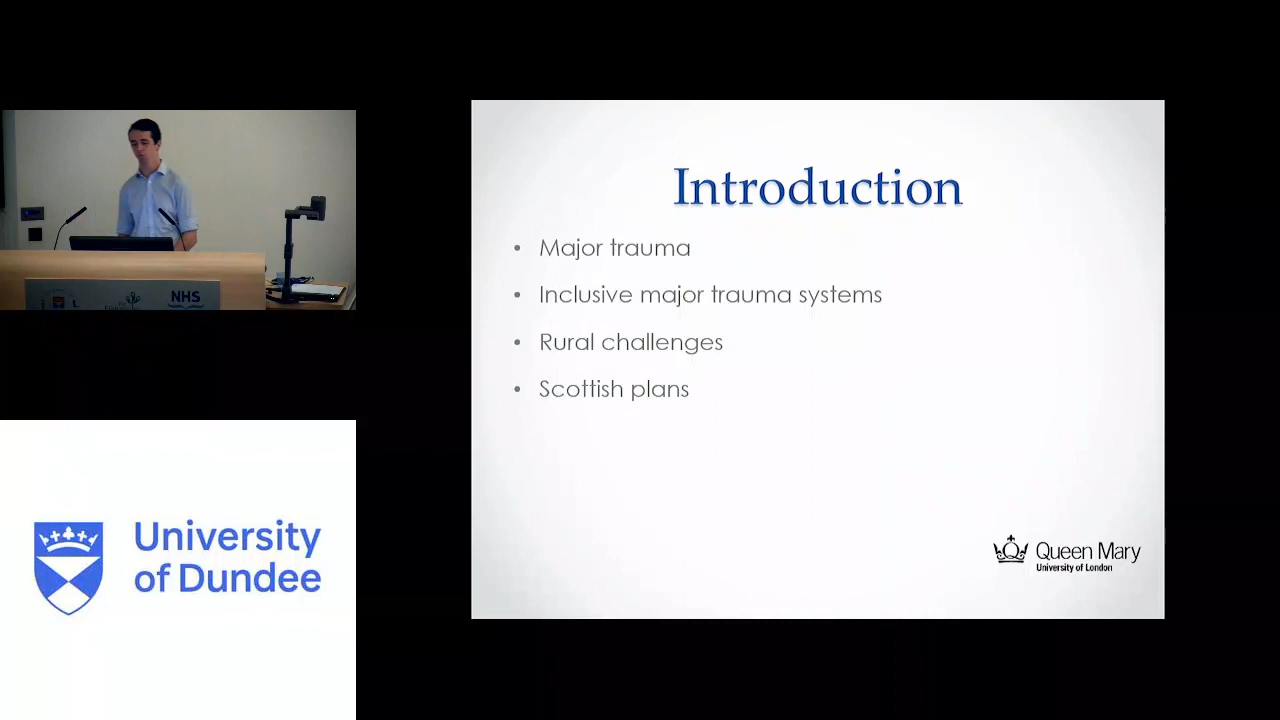 NHS
University
of Dundee
Introduction
• Major trauma
• Inclusive major trauma systems
• Rural challenges
• Scottish plans
Queen Mary
University of London